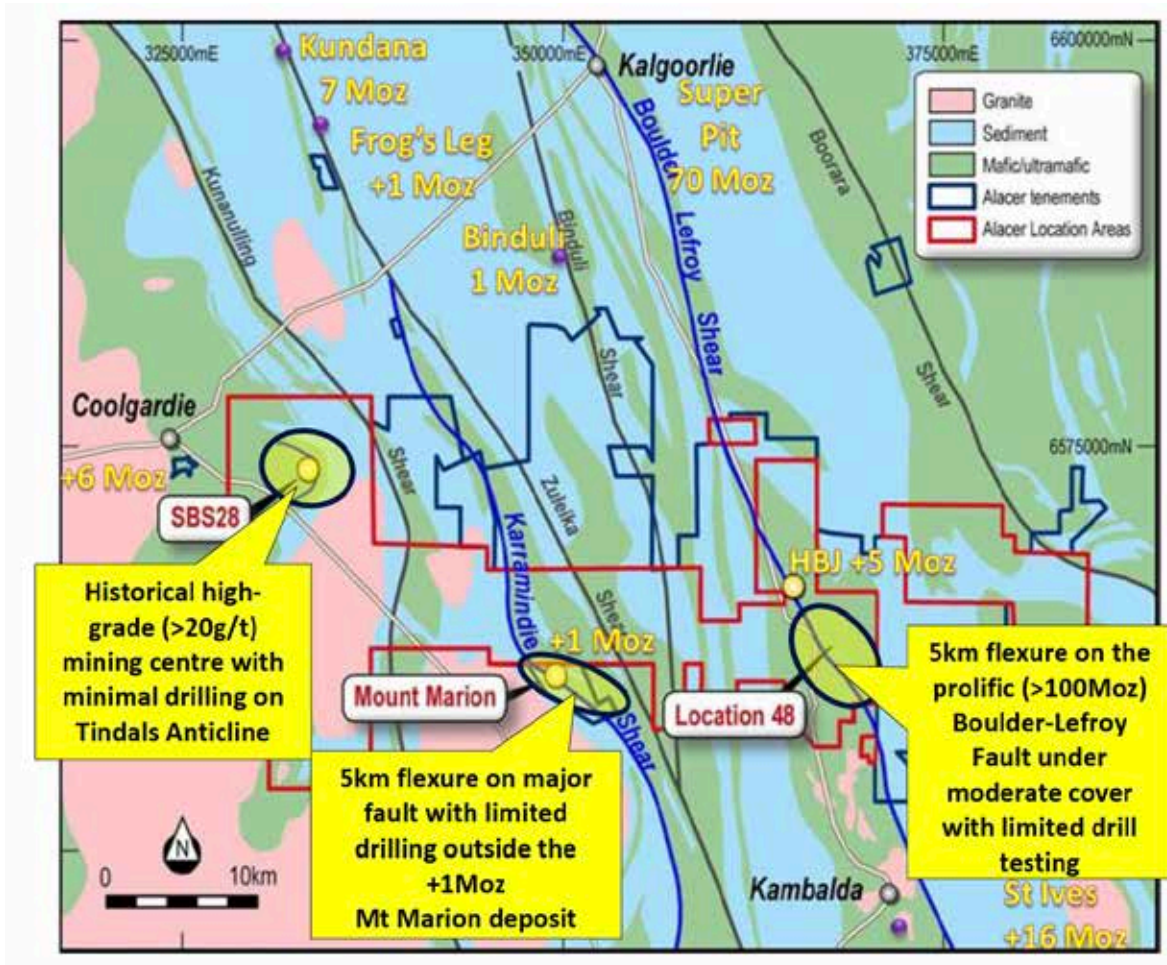 325000mE
350000mE
375000mE
6600000mN
Kundana
7 Moz
Kalgoorlie
Super
Pit
70 Moz
Frog's Leg
+1 Moz
Binduli
1 Moz
Granite
Sediment
Mafic/ultramafic
Alacer tenements
Alacer Location Areas
Kunanulling
Shear
Binduli
Shear
Boulder
Lefroy
Shear
Boorara
Shear
Coolgardie
+6 Moz
6575000mN
SBS28
Zuleika
Shear
Karramindie
Shear
HBJ +5 Moz
+1 Moz
Mount Marion
Location 48
Historical high-
grade (>20g/t)
mining centre with
minimal drilling on
Tindals Anticline
5km flexure on major
fault with limited
drilling outside the
+1Moz
Mt Marion deposit
5km flexure on the
prolific (>100Moz)
Boulder-Lefroy
Fault under
moderate cover
with limited drill
testing
N
0 10km
Kambalda
St Ives
+16 Moz